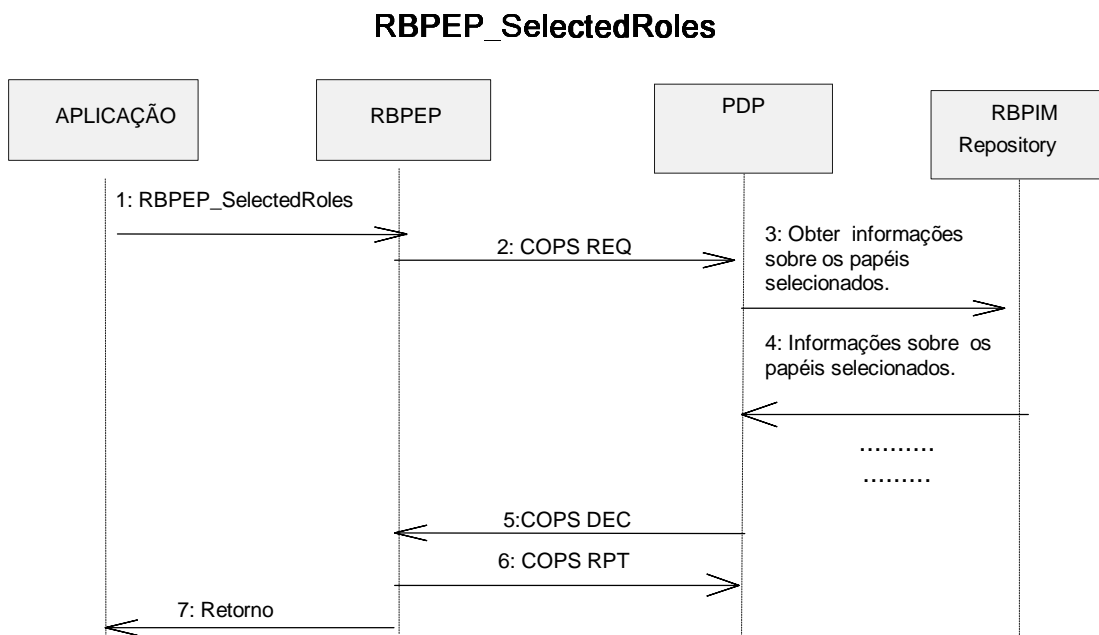 RBPEP_SelectedRoles
APLICAÇÃO
RBPEP
PDP
RBPIM
Repository
1: RBPEP_SelectedRoles
2: COPS REQ
3: Obter informações
sobre os papéis
selecionados.
4: Informações sobre os
papéis selecionados.
..........
.........
5:COPS DEC
6: COPS RPT
7: Retorno